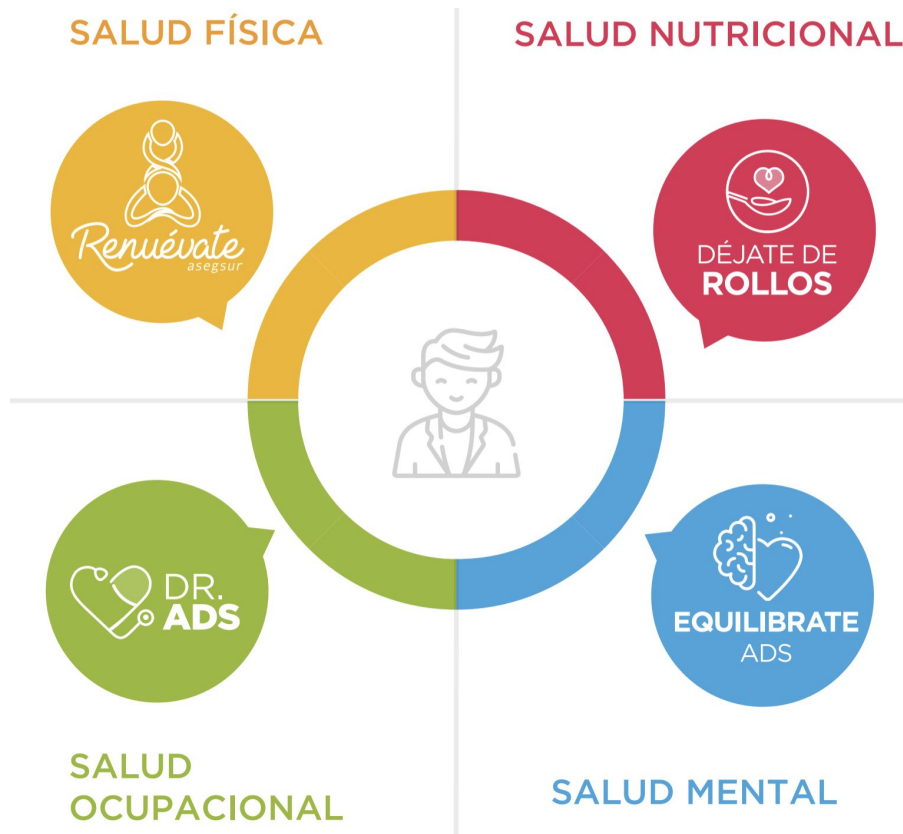 SALUD FÍSICA
SALUD NUTRICIONAL
Renuévate
asegsur
DÉJATE DE
ROLLOS
DR.
ADS
EQUILIBRATE
ADS
SALUD
OCUPACIONAL
SALUD MENTAL